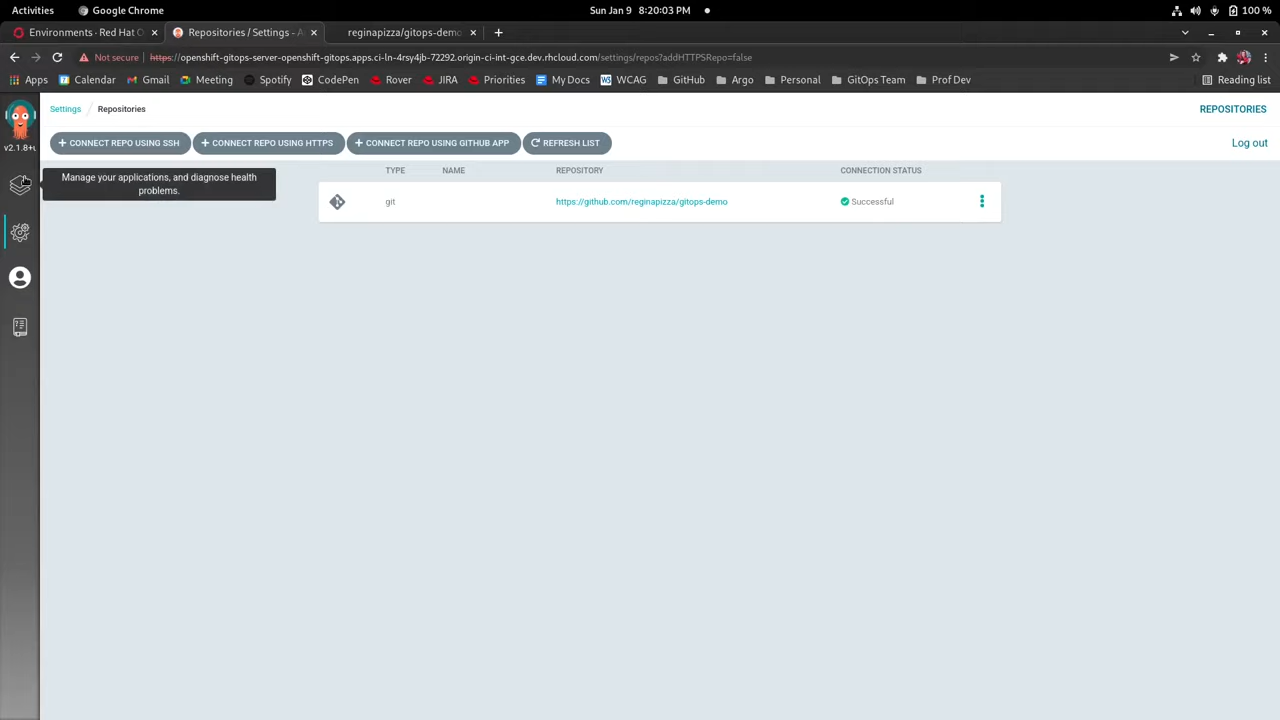 Activities
Google Chrome
Sun Jan 9 8:20:03 PM
100 %
Environments · Red Hat O
Repositories / Settings - A
reginapizza/gitops-demo
Not secure
https://openshift-gitops-server-openshift-gitops.apps.ci-ln-4rsy4jb-72292.origin-ci-int-gce.dev.rhcloud.com/settings/repos?addHTTPSRepo=false
Apps
Calendar
Gmail
Meeting
Spotify
CodePen
Rover
JIRA
Priorities
My Docs
WCAG
GitHub
Argo
Personal
GitOps Team
Prof Dev
Reading list
Settings / Repositories
REPOSITORIES
CONNECT REPO USING SSH
CONNECT REPO USING HTTPS
CONNECT REPO USING GITHUB APP
REFRESH LIST
Log out
v2.1.8+
Manage your applications, and diagnose health
problems.
TYPE
NAME
REPOSITORY
CONNECTION STATUS
git
https://github.com/reginapizza/gitops-demo
Successful